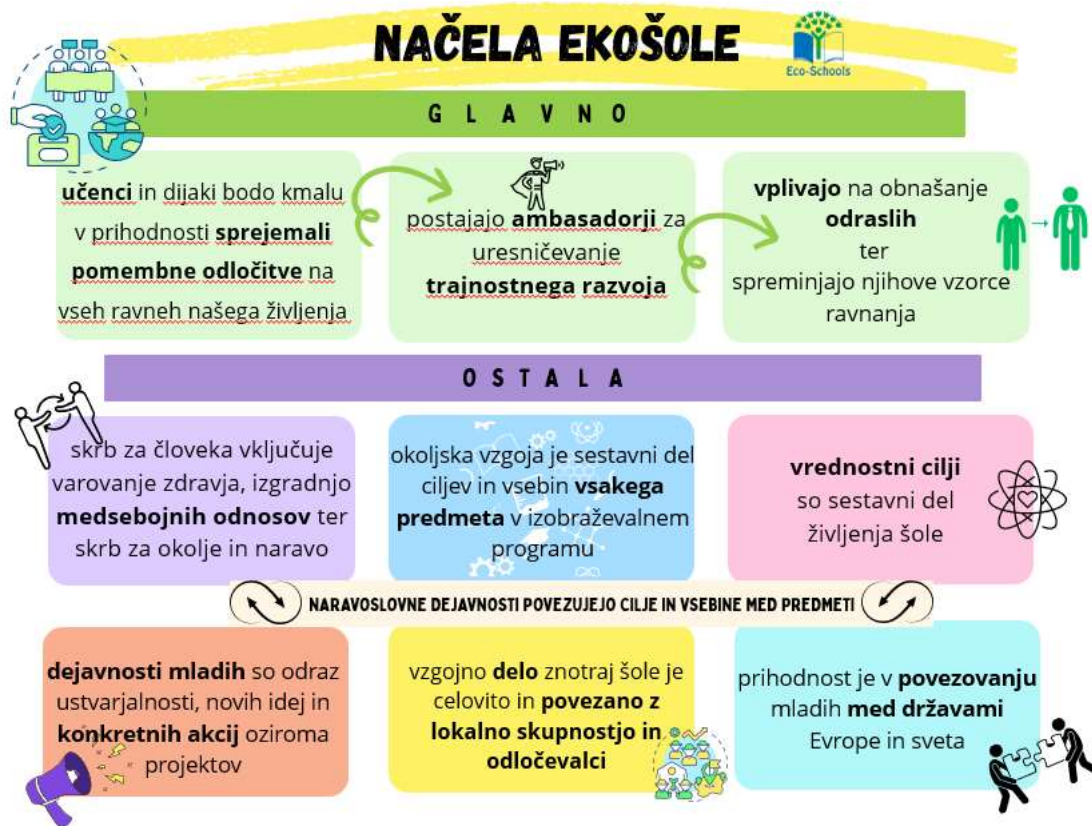 NAČELA EKOŠOLE
Eco-Schools
GLAVNO
učenci in dijaki bodo kmalu
v prihodnosti sprejemali
pomembne odločitve na
vseh ravneh našega življenja
postajajo ambasadorji za
uresničevanje
trajnostnega razvoja
vplivajo na obnašanje
odraslih
ter
spreminjajo njihove vzorce
ravnanja
OSTALA
skrb za človeka vključuje
varovanje zdravja, izgradnjo
medsebojnih odnosov ter
skrb za okolje in naravo
okoljska vzgoja je sestavni del
ciljev in vsebin vsakega
predmeta v izobraževalnem
programu
vrednostni cilji
so sestavni del
življenja šole
NARAVOSLOVNE DEJAVNOSTI POVEZUJEJO CILJE IN VSEBINE MED PREDMETI
dejavnosti mladih so odraz
ustvarjalnosti, novih idej in
konkretnih akcij oziroma
projektov
vzgojno delo znotraj šole je
celovito in povezano z
lokalno skupnostjo in
odločevalci
prihodnost je v povezovanju
mladih med državami
Evrope in sveta